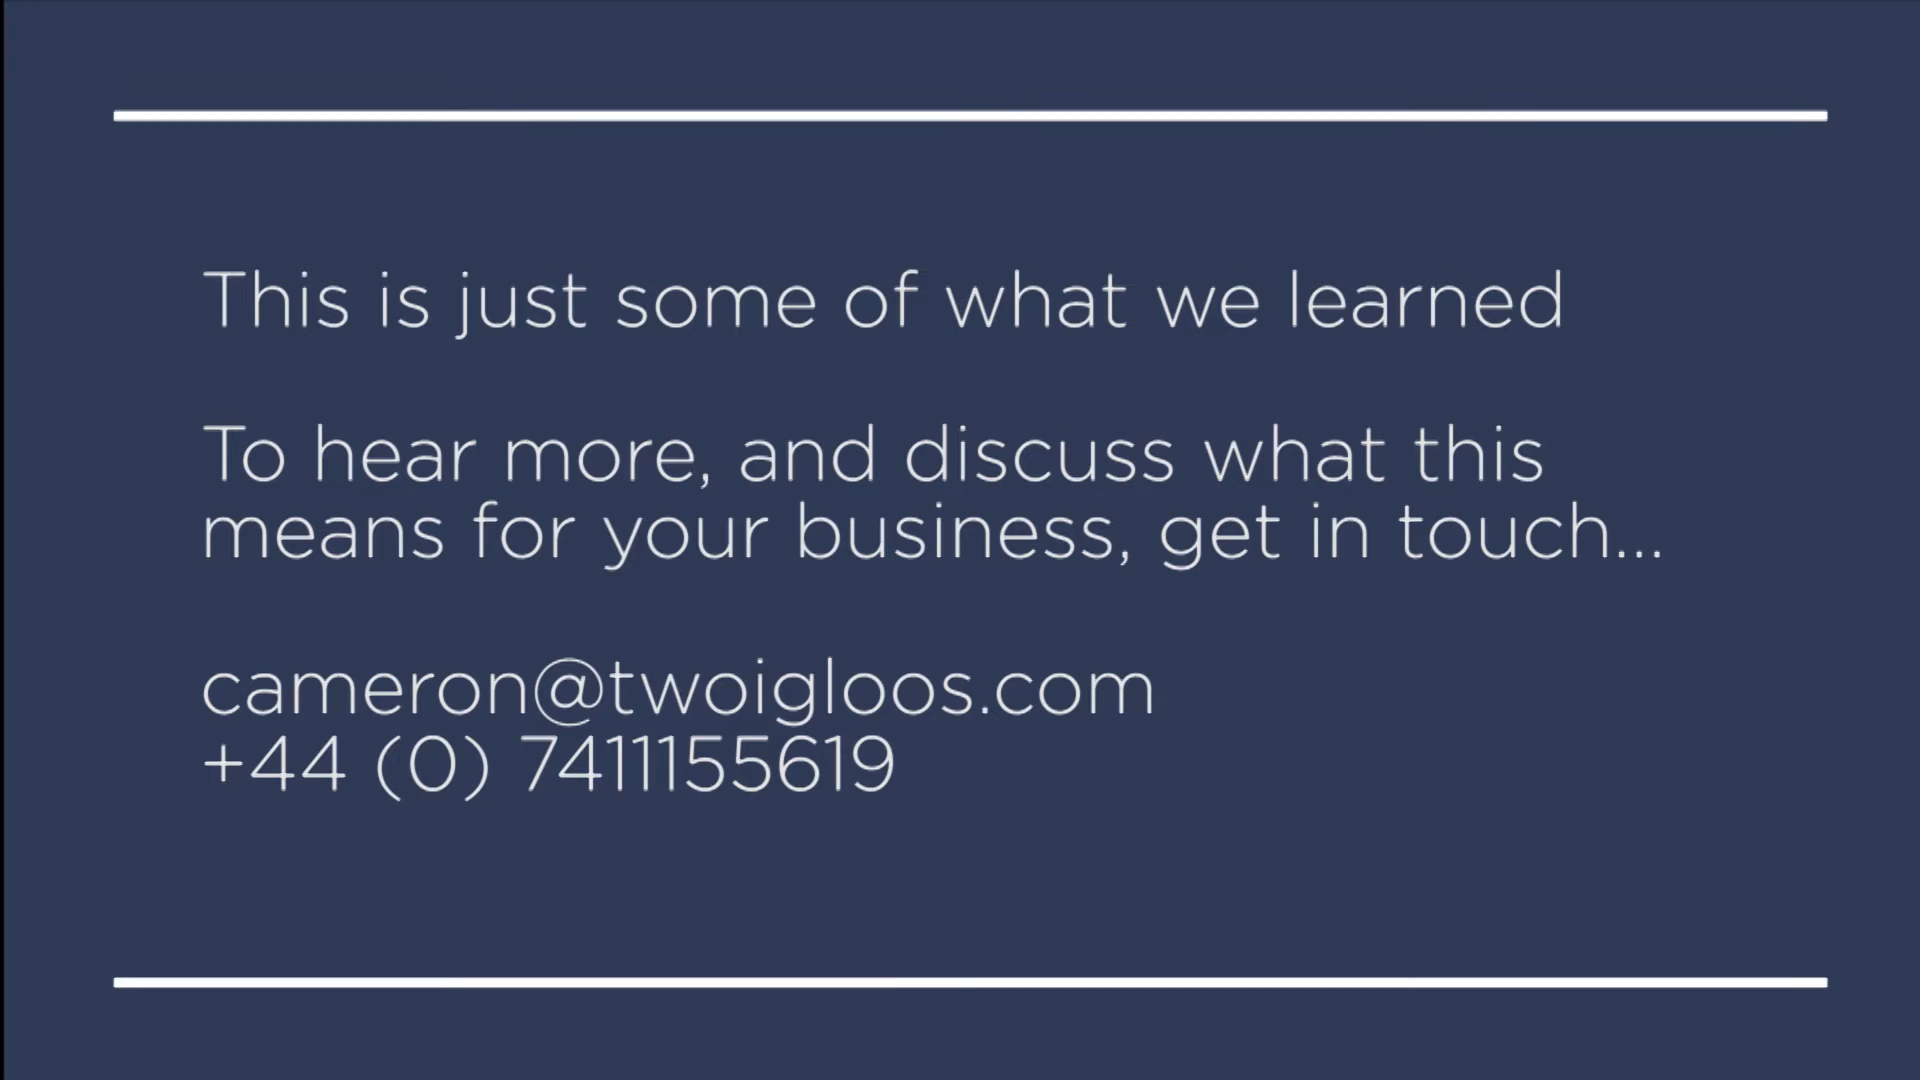 This is just some of what we learned
To hear more, and discuss what this
means for your business, get in touch...
cameron@twoigloos.com
+44 (0) 7411155619